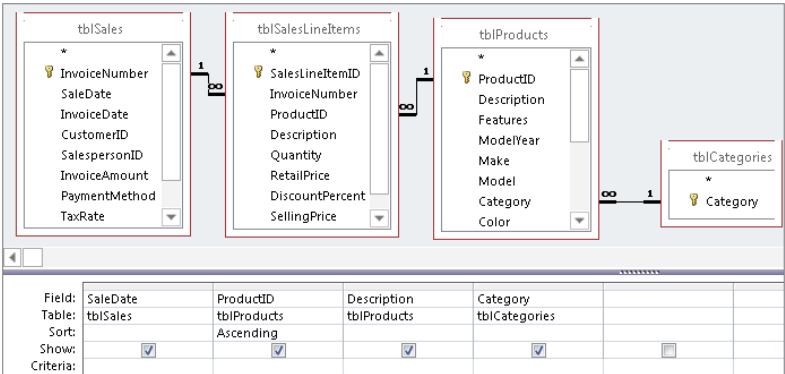 tblSales
*
InvoiceNumber
SaleDate
InvoiceDate
CustomerID
SalespersonID
InvoiceAmount
PaymentMethod
TaxRate
1
∞
tblSalesLineItems
*
SalesLineItemID
InvoiceNumber
ProductID
Description
Quantity
RetailPrice
DiscountPercent
SellingPrice
1
∞
tblProducts
*
ProductID
Description
Features
ModelYear
Make
Model
Category
Color
∞ 1
tblCategories
*
Category
Field: SaleDate ProductID Description Category
Table: tblSales tblProducts tblProducts tblCategories
Sort: Ascending
Show:
Criteria: